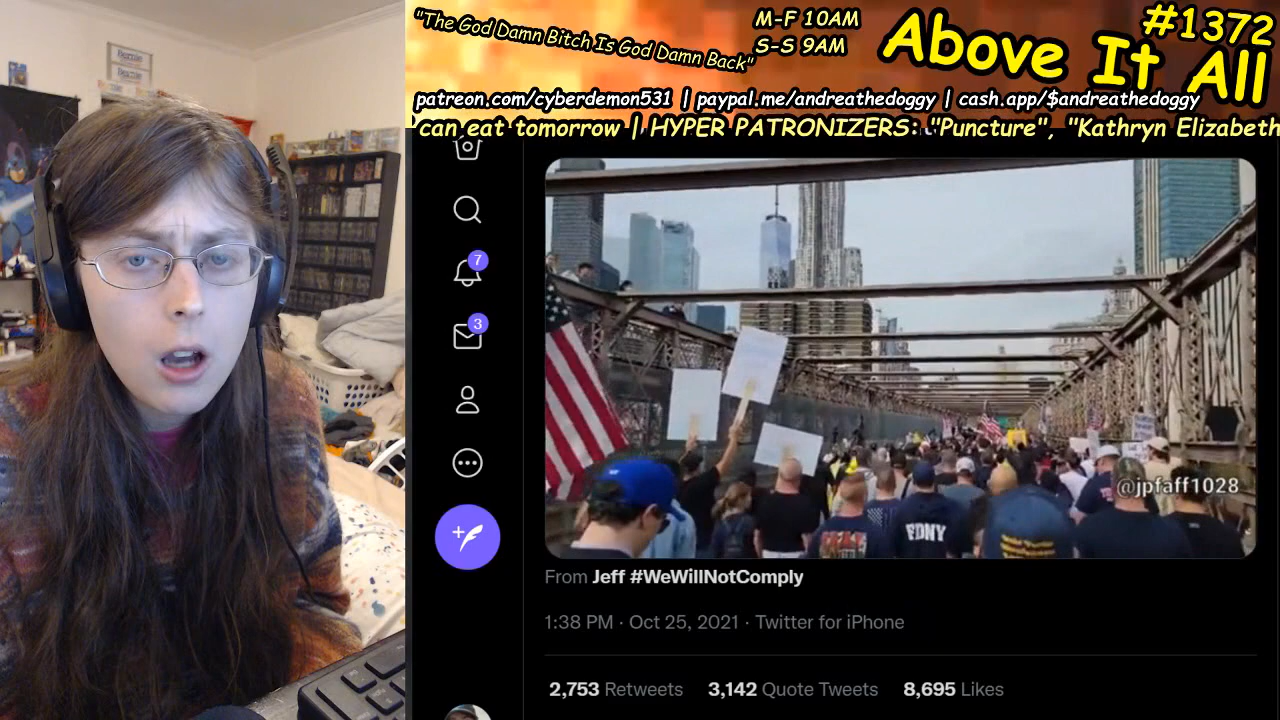 "The God Damn Bitch Is God Damn Back"
M-F 10AM
S-S 9AM
Above It All
#1372
patreon.com/cyberdemon531 | paypal.me/andreathedoggy | cash.app/$andreathedoggy
can eat tomorrow | HYPER PATRONIZERS: "Puncture", "Kathryn Elizabeth
7
3
FDNY
@jpfaff1028
From Jeff #WeWillNotComply
1:38 PM · Oct 25, 2021 · Twitter for iPhone
2,753 Retweets 3,142 Quote Tweets 8,695 Likes